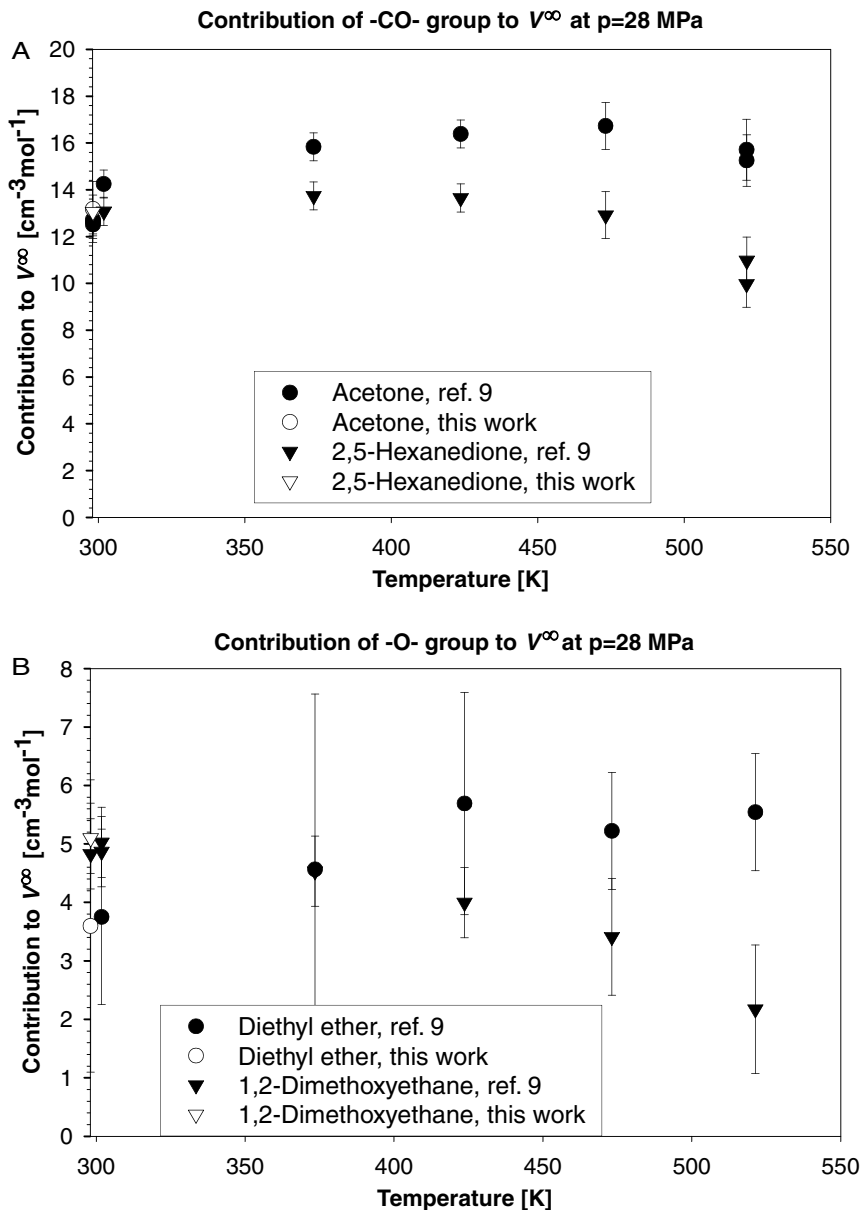 Contribution of -CO- group to V∞ at p=28 MPa
A
20
18
16
14
12
10
8
6
4
2
0
Contribution to V∞ [cm-3mol-1]
Acetone, ref. 9
Acetone, this work
2,5-Hexanedione, ref. 9
2,5-Hexanedione, this work
300 350 400 450 500 550
Temperature [K]
Contribution of -O- group to V∞ at p=28 MPa
B
8
7
6
5
4
3
2
1
0
Contribution to V∞ [cm-3mol-1]
Diethyl ether, ref. 9
Diethyl ether, this work
1,2-Dimethoxyethane, ref. 9
1,2-Dimethoxyethane, this work
300 350 400 450 500 550
Temperature [K]